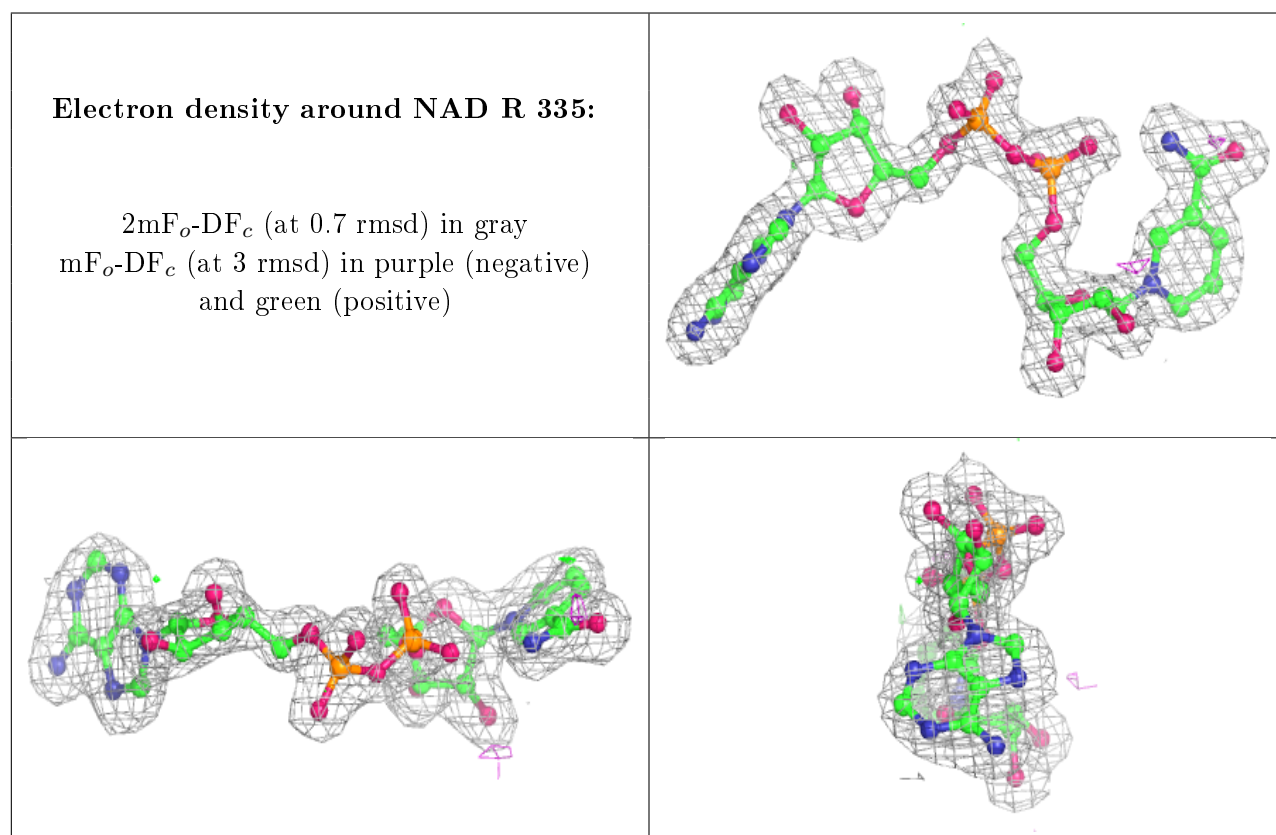 Electron density around NAD R 335:
2mFo-DFc (at 0.7 rmsd) in gray
mFo-DFc (at 3 rmsd) in purple (negative)
and green (positive)